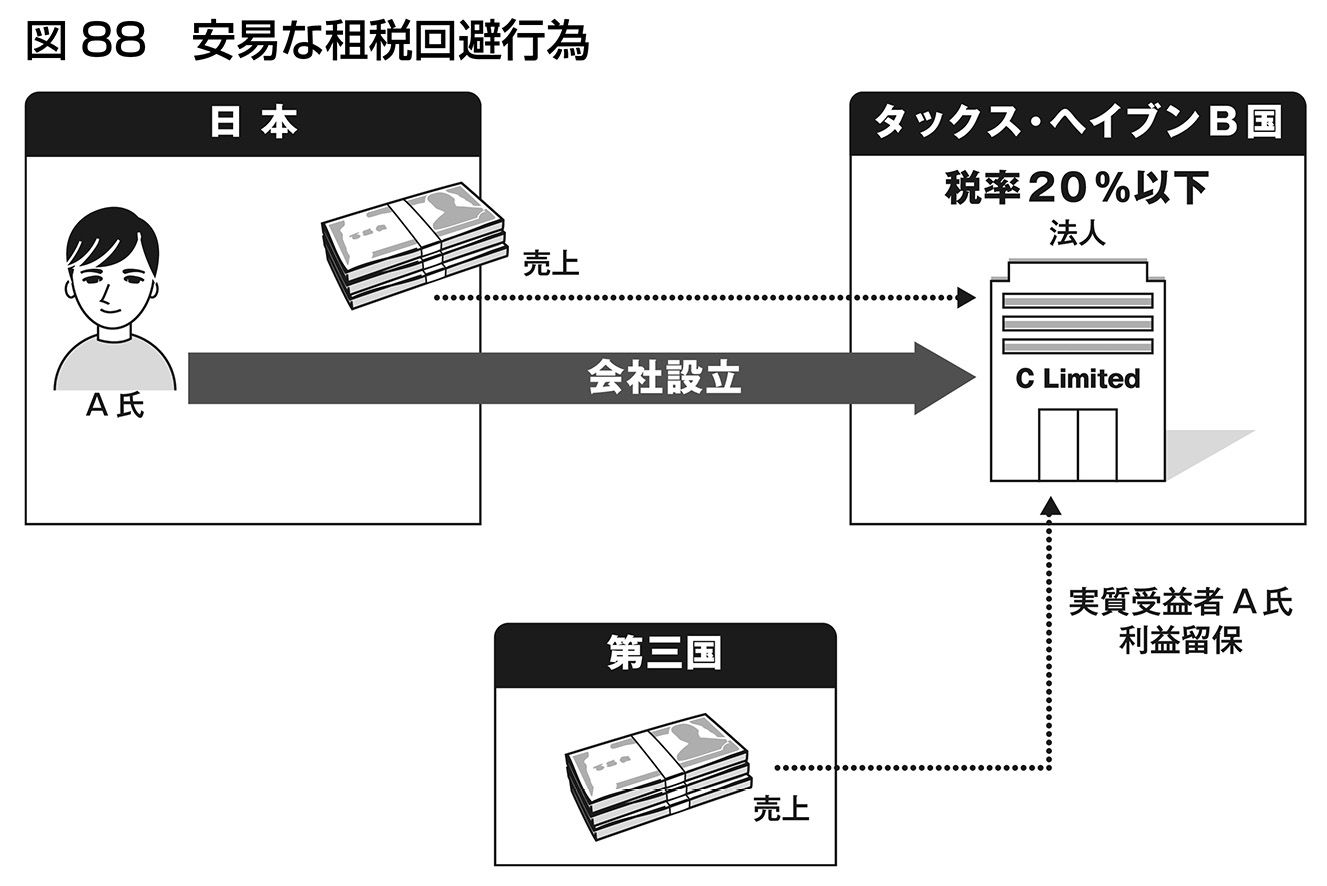 図 88　安易な租税回避行為
日 本
タックス・ヘイブン B 国
税率 20 %以下
法人
売上
会社設立
C Limited
A 氏
実質受益者 A 氏
利益留保
第三国
売上